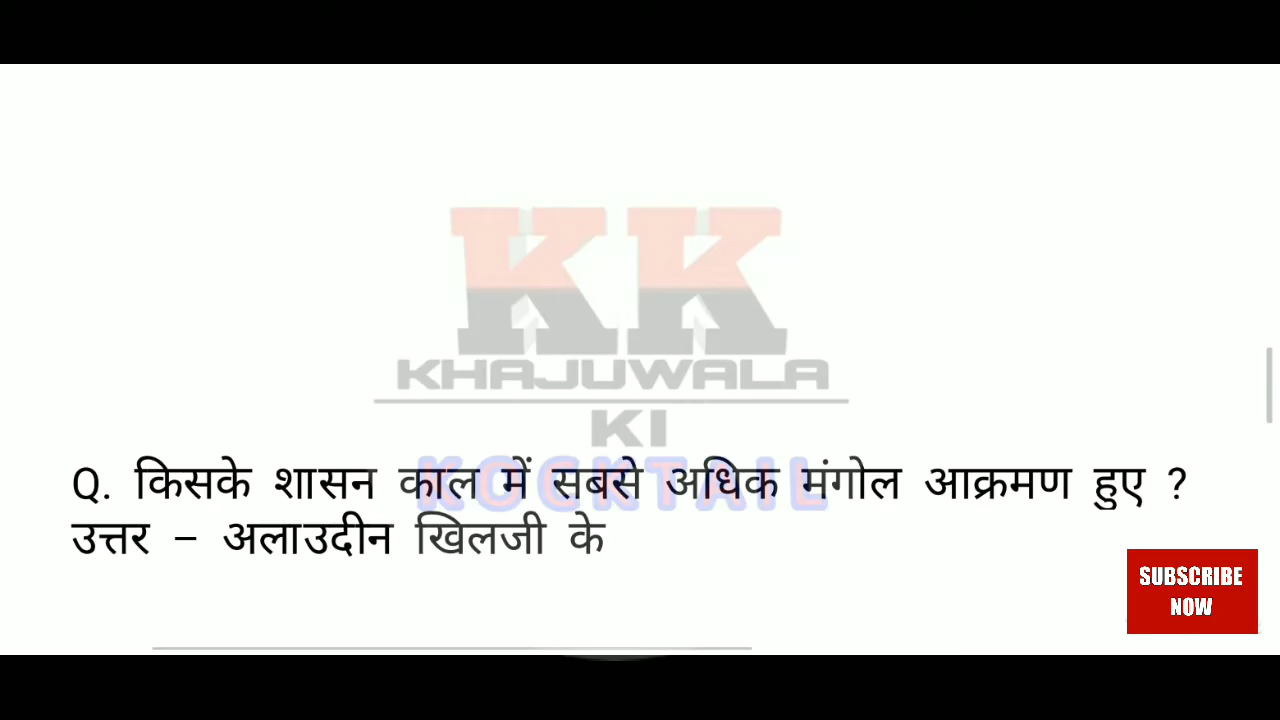 KK
KHAJUWALA
KI
KOCKTAIL
Q. किसके शासन काल में सबसे अधिक मंगोल आक्रमण हुए ?
उत्तर – अलाउदीन खिलजी के
SUBSCRIBE
NOW